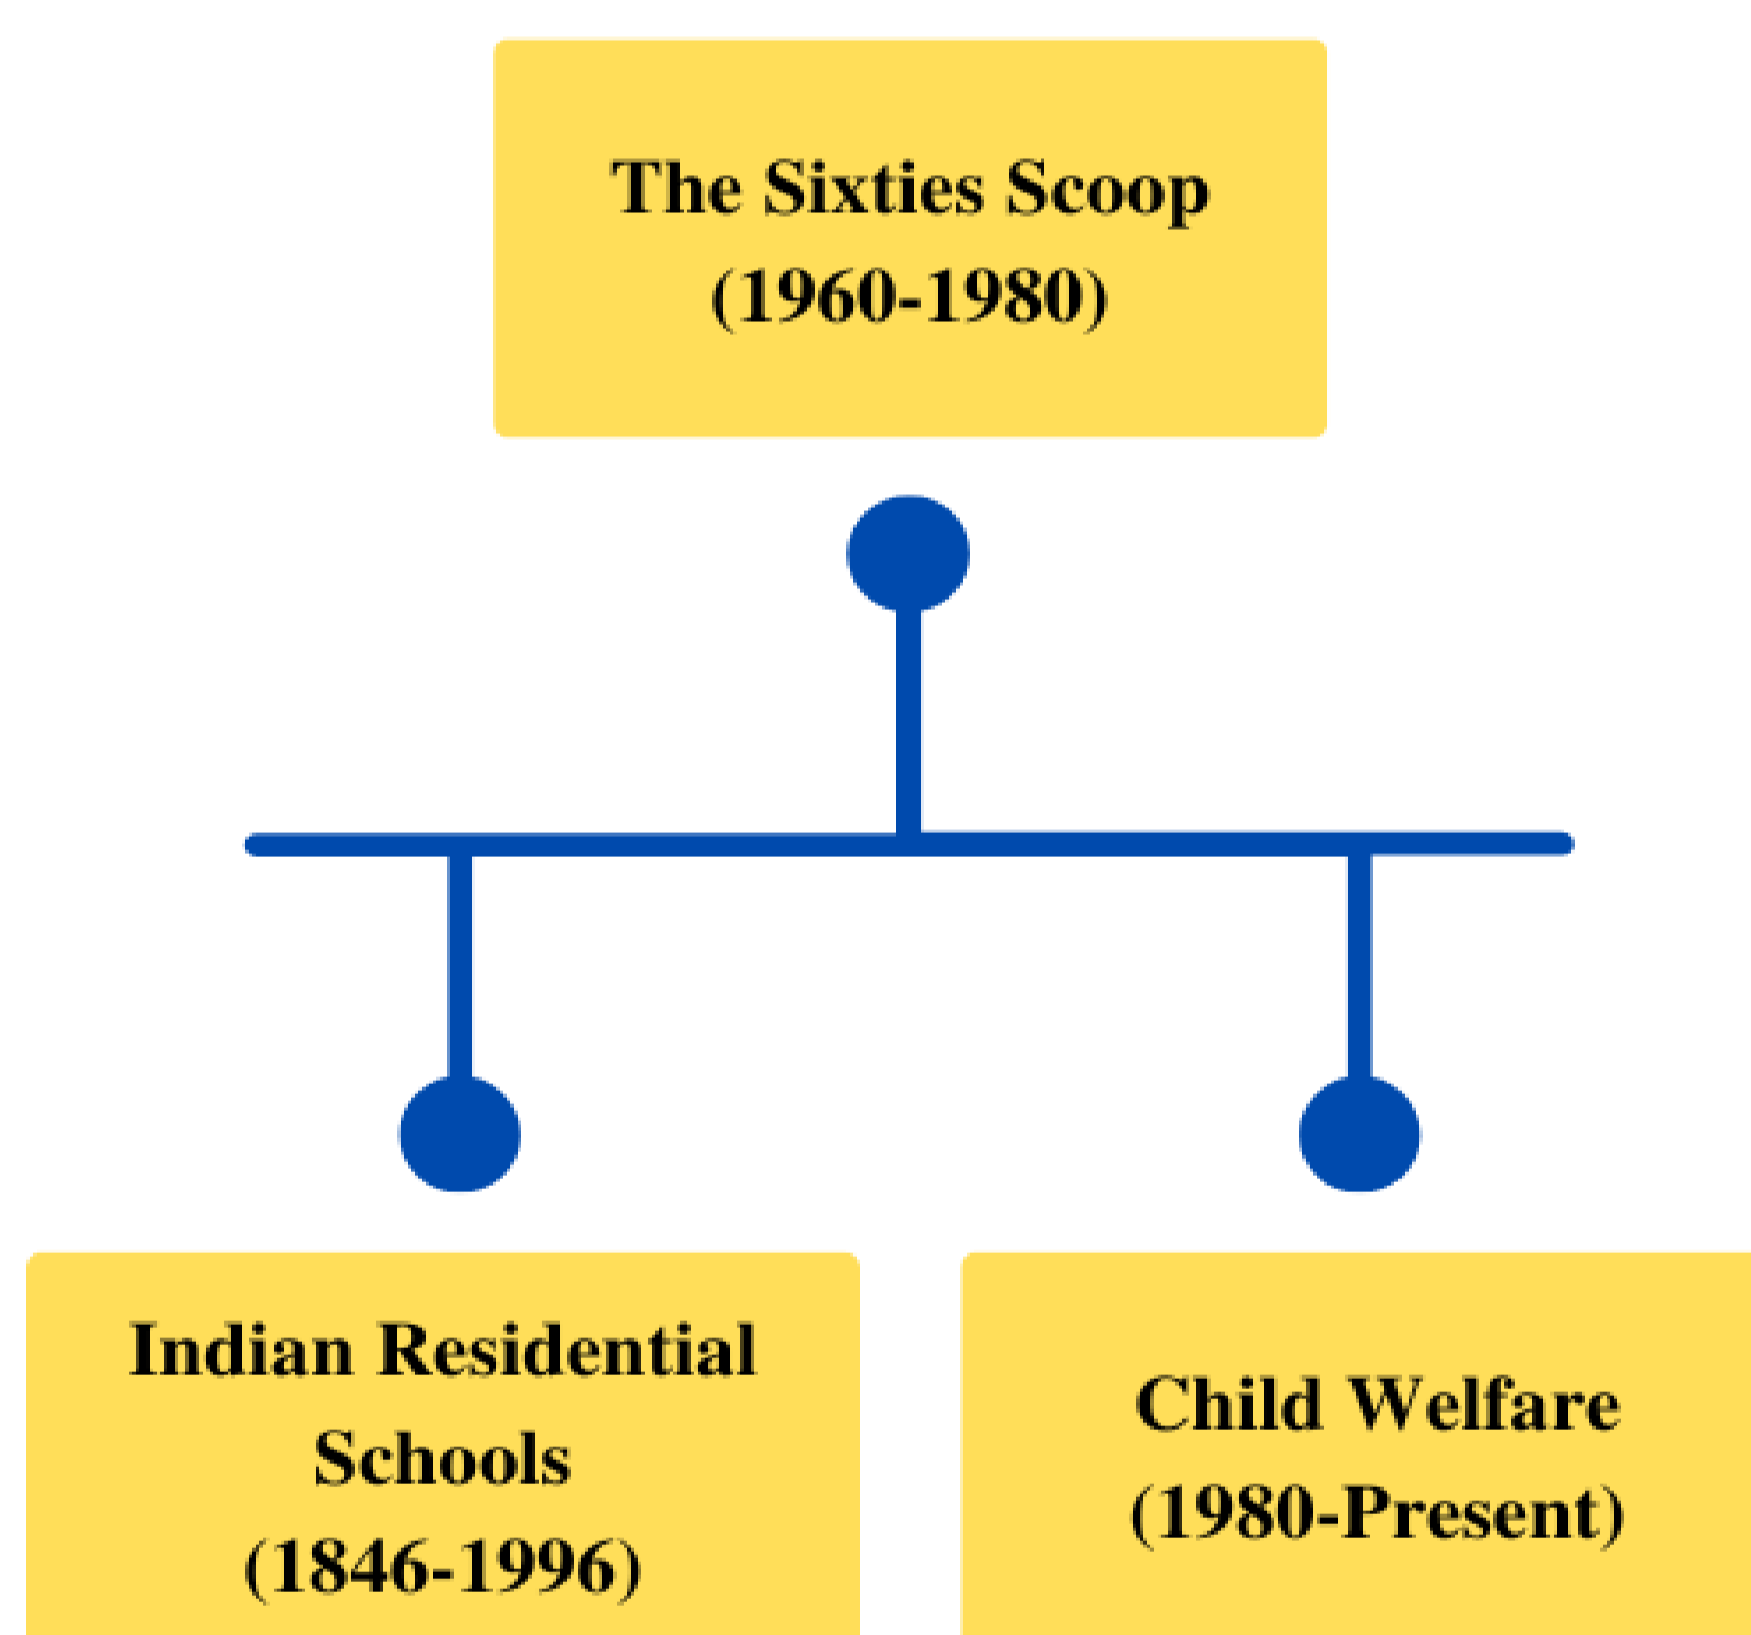 The Sixties Scoop
(1960-1980)
Indian Residential
Schools
(1846-1996)
Child Welfare
(1980-Present)